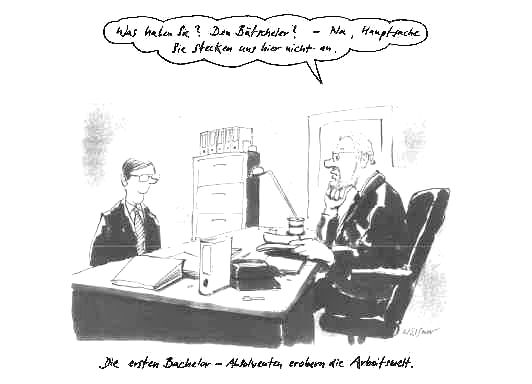 Was haben Sie? Den Bätscheler? – Na, Hauptsache
Sie stecken uns hier nicht an.
Die ersten Bachelor – Absolventen erobern die Arbeitswelt.